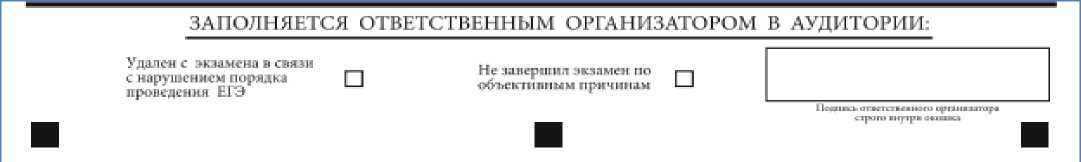 ЗАПОЛНЯЕТСЯ ОТВЕТСТВЕННЫМ ОРГАНИЗАТОРОМ В АУДИТОРИИ:
Удален с экзамена в связи
с нарушением порядка
проведения ЕГЭ
Не завершил экзамен по
объективным причинам
Подпись ответственного организатора
строго внутри окошка